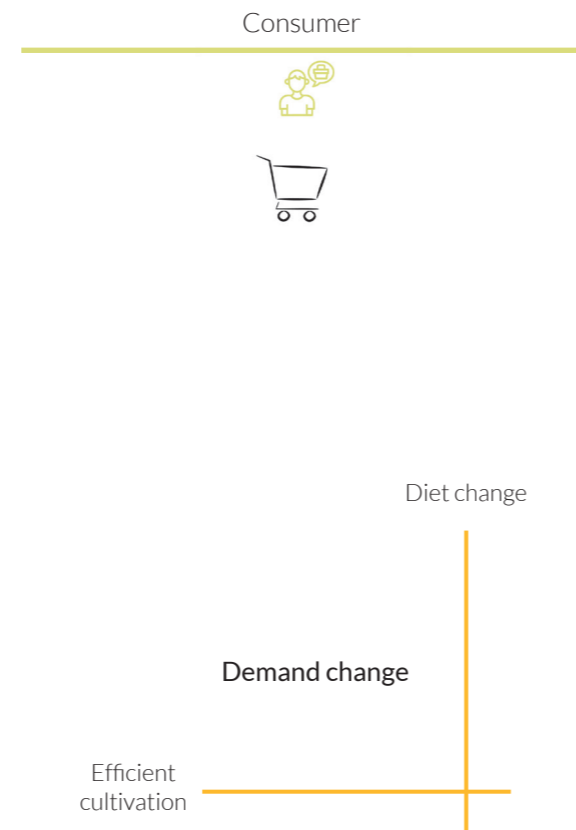 Consumer
Diet change
Demand change
Efficient
cultivation